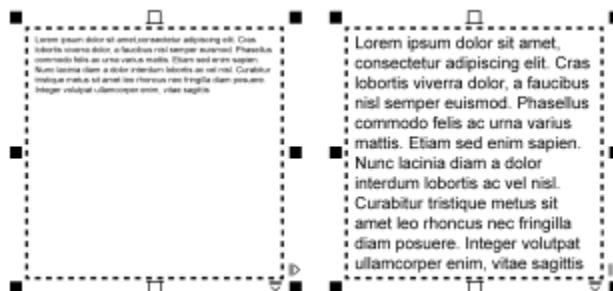 Lorem ipsum dolor sit amet,consectetur adipiscing elit. Cras
lobortis viverra dolor, a faucibus nisl semper euismod. Phasellus
commodo felis ac urna varius mattis. Etiam sed enim sapien.
Nunc lacinia diam a dolor interdum lobortis ac vel nisl. Curabitur
tristique metus sit amet leo rhoncus nec fringilla diam posuere.
Integer volutpat ullamcorper enim, vitae sagittis
Lorem ipsum dolor sit amet,
consectetur adipiscing elit. Cras
lobortis viverra dolor, a faucibus
nisl semper euismod. Phasellus
commodo felis ac urna varius
mattis. Etiam sed enim sapien.
Nunc lacinia diam a dolor
interdum lobortis ac vel nisl.
Curabitur tristique metus sit
amet leo rhoncus nec fringilla
diam posuere. Integer volutpat
ullamcorper enim, vitae sagittis